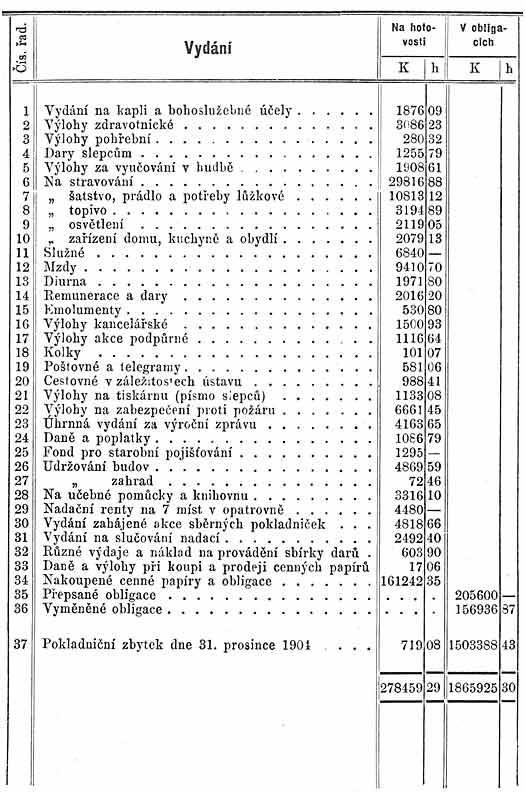 Čís. řad.
Vydání
Na hoto-
vosti
V obliga-
cích
K h K h
1 Vydání na kapli a bohoslužebné účely . . . . . . 1876 09
2 Výlohy zdravotnické . . . . . . . . . . . . . 3086 23
3 Výlohy pohřební . . . . . . . . . . . . . . . 280 32
4 Dary slepcům . . . . . . . . . . . . . . . . 1255 79
5 Výlohy za vyučování v hudbě . . . . . . . . . 1908 61
6 Na stravování . . . . . . . . . . . . . . . . 29816 88
7 „ šatstvo, prádlo a potřeby lůžkové . . . . . . . 10813 12
8 „ topivo . . . . . . . . . . . . . . . . . 3194 89
9 „ osvětlení . . . . . . . . . . . . . . . . 2119 05
10 „ zařízení domu, kuchyně a obydlí . . . . . . . 2079 13
11 Služné . . . . . . . . . . . . . . . . . . 6840 —
12 Mzdy . . . . . . . . . . . . . . . . . . . 9410 70
13 Diurna . . . . . . . . . . . . . . . . . . 1971 80
14 Remunerace a dary . . . . . . . . . . . . . 2016 20
15 Emolumenty . . . . . . . . . . . . . . . . 530 80
16 Výlohy kancelářské . . . . . . . . . . . . . 1500 93
17 Výlohy akce podpůrné . . . . . . . . . . . . 1116 64
18 Kolky . . . . . . . . . . . . . . . . . . 101 07
19 Poštovné a telegramy . . . . . . . . . . . . . 581 06
20 Cestovné v záležitostech ústavu . . . . . . . . 988 41
21 Výlohy na tiskárnu (písmo slepců) . . . . . . . 1133 08
22 Výlohy na zabezpečení proti požáru . . . . . . . 6661 45
23 Úhrnná vydání za výroční zprávu . . . . . . . . 4163 65
24 Daně a poplatky . . . . . . . . . . . . . . . 1086 79
25 Fond pro starobní pojišťování . . . . . . . . . 1295 —
26 Udržování budov . . . . . . . . . . . . . . . 4869 59
27 „ zahrad . . . . . . . . . . . . . 72 46
28 Na učebné pomůcky a knihovnu . . . . . . . . . 3316 10
29 Nadační renty na 7 míst v opatrovně . . . . . . . 4480 —
30 Vydání zahájené akce sběrných pokladniček . . . 4818 66
31 Vydání na slučování nadací . . . . . . . . . . 2492 40
32 Různé výdaje a náklad na provádění sbírky darů . 603 90
33 Daně a výlohy při koupi a prodeji cenných papírů 17 06
34 Nakoupené cenné papíry a obligace . . . . . . . 161242 35
35 Přepsané obligace . . . . . . . . . . . . . . . . . . 205600 —
36 Vyměněné obligace . . . . . . . . . . . . . . . . . . 156936 87
37 Pokladniční zbytek dne 31. prosince 1904 . . . . 719 08 1503388 43
278459 29 1865925 30